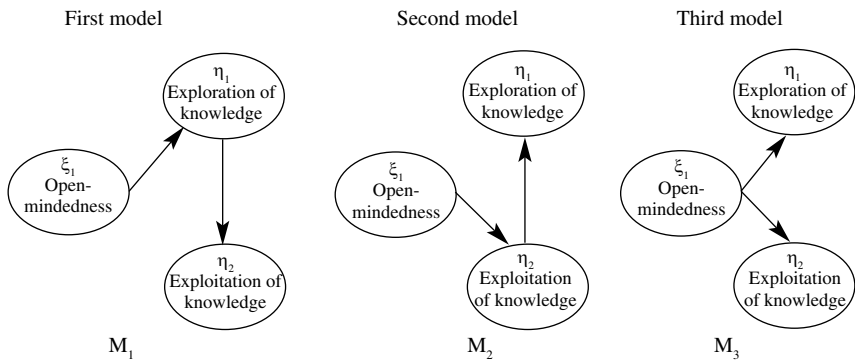 First model
η1
Exploration of
knowledge
ξ1
Open-
mindedness
η2
Exploitation of
knowledge
M1
Second model
η1
Exploration of
knowledge
ξ1
Open-
mindedness
η2
Exploitation
of knowledge
M2
Third model
η1
Exploration of
knowledge
ξ1
Open-
mindedness
η2
Exploitation
of knowledge
M3